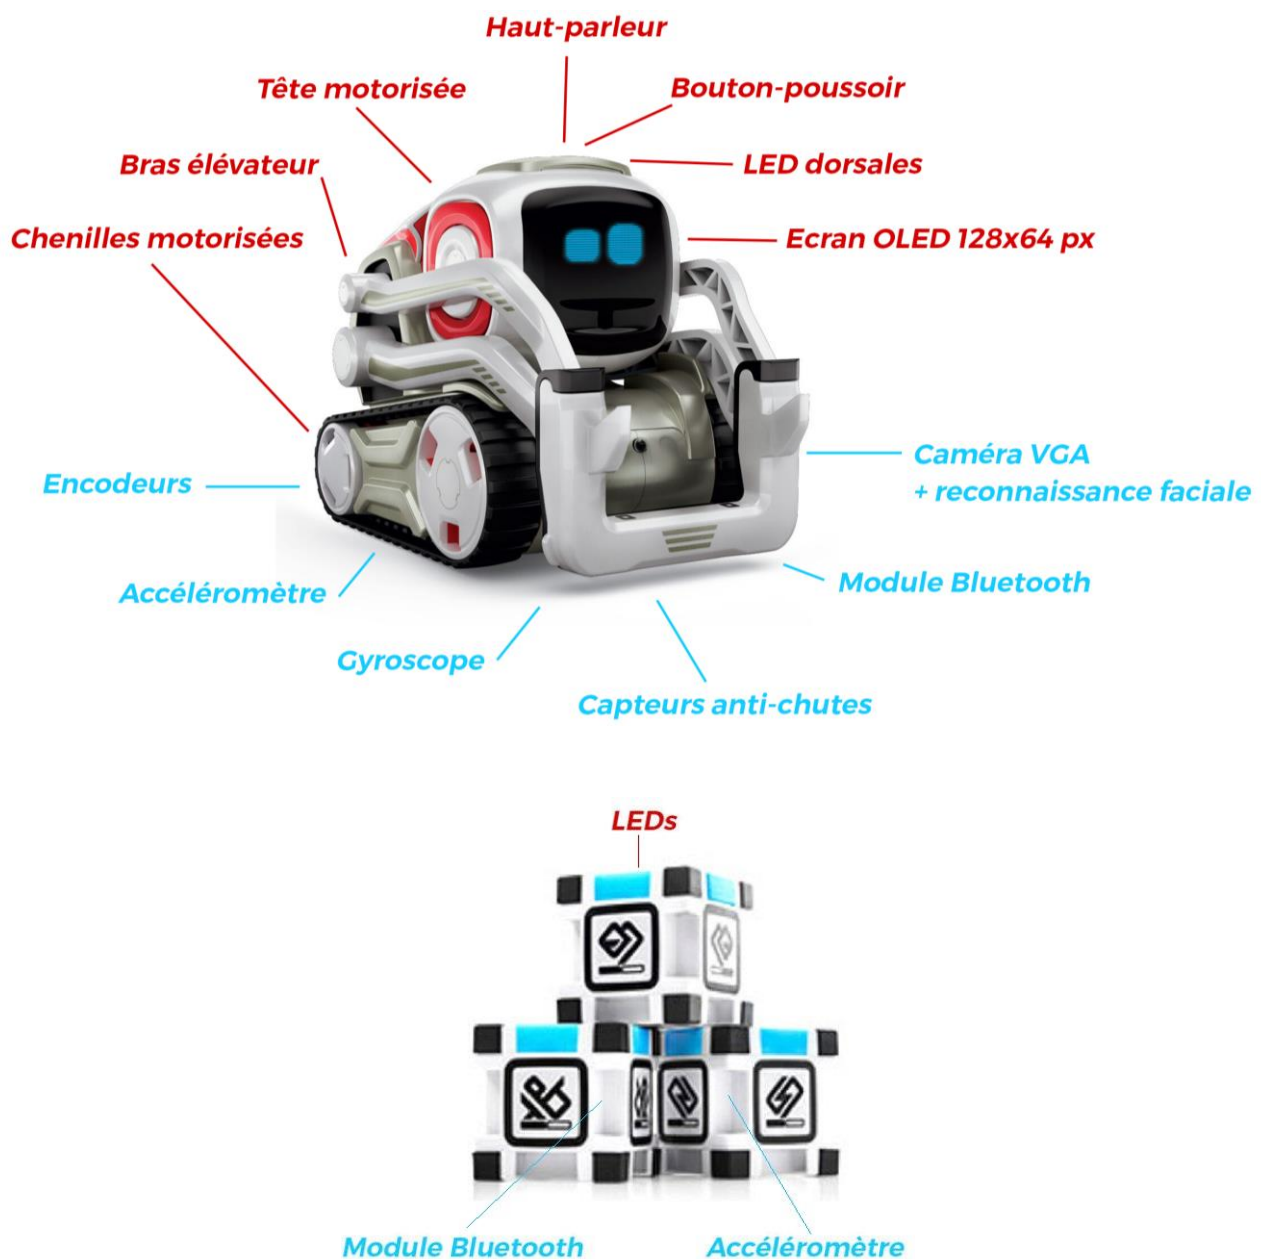 Haut-parleur
Tête motorisée
Bouton-poussoir
Bras élévateur
LED dorsales
Chenilles motorisées
Ecran OLED 128x64 px
Encodeurs
Caméra VGA
+ reconnaissance faciale
Accéléromètre
Module Bluetooth
Gyroscope
Capteurs anti-chutes
LEDs
Module Bluetooth
Accéléromètre